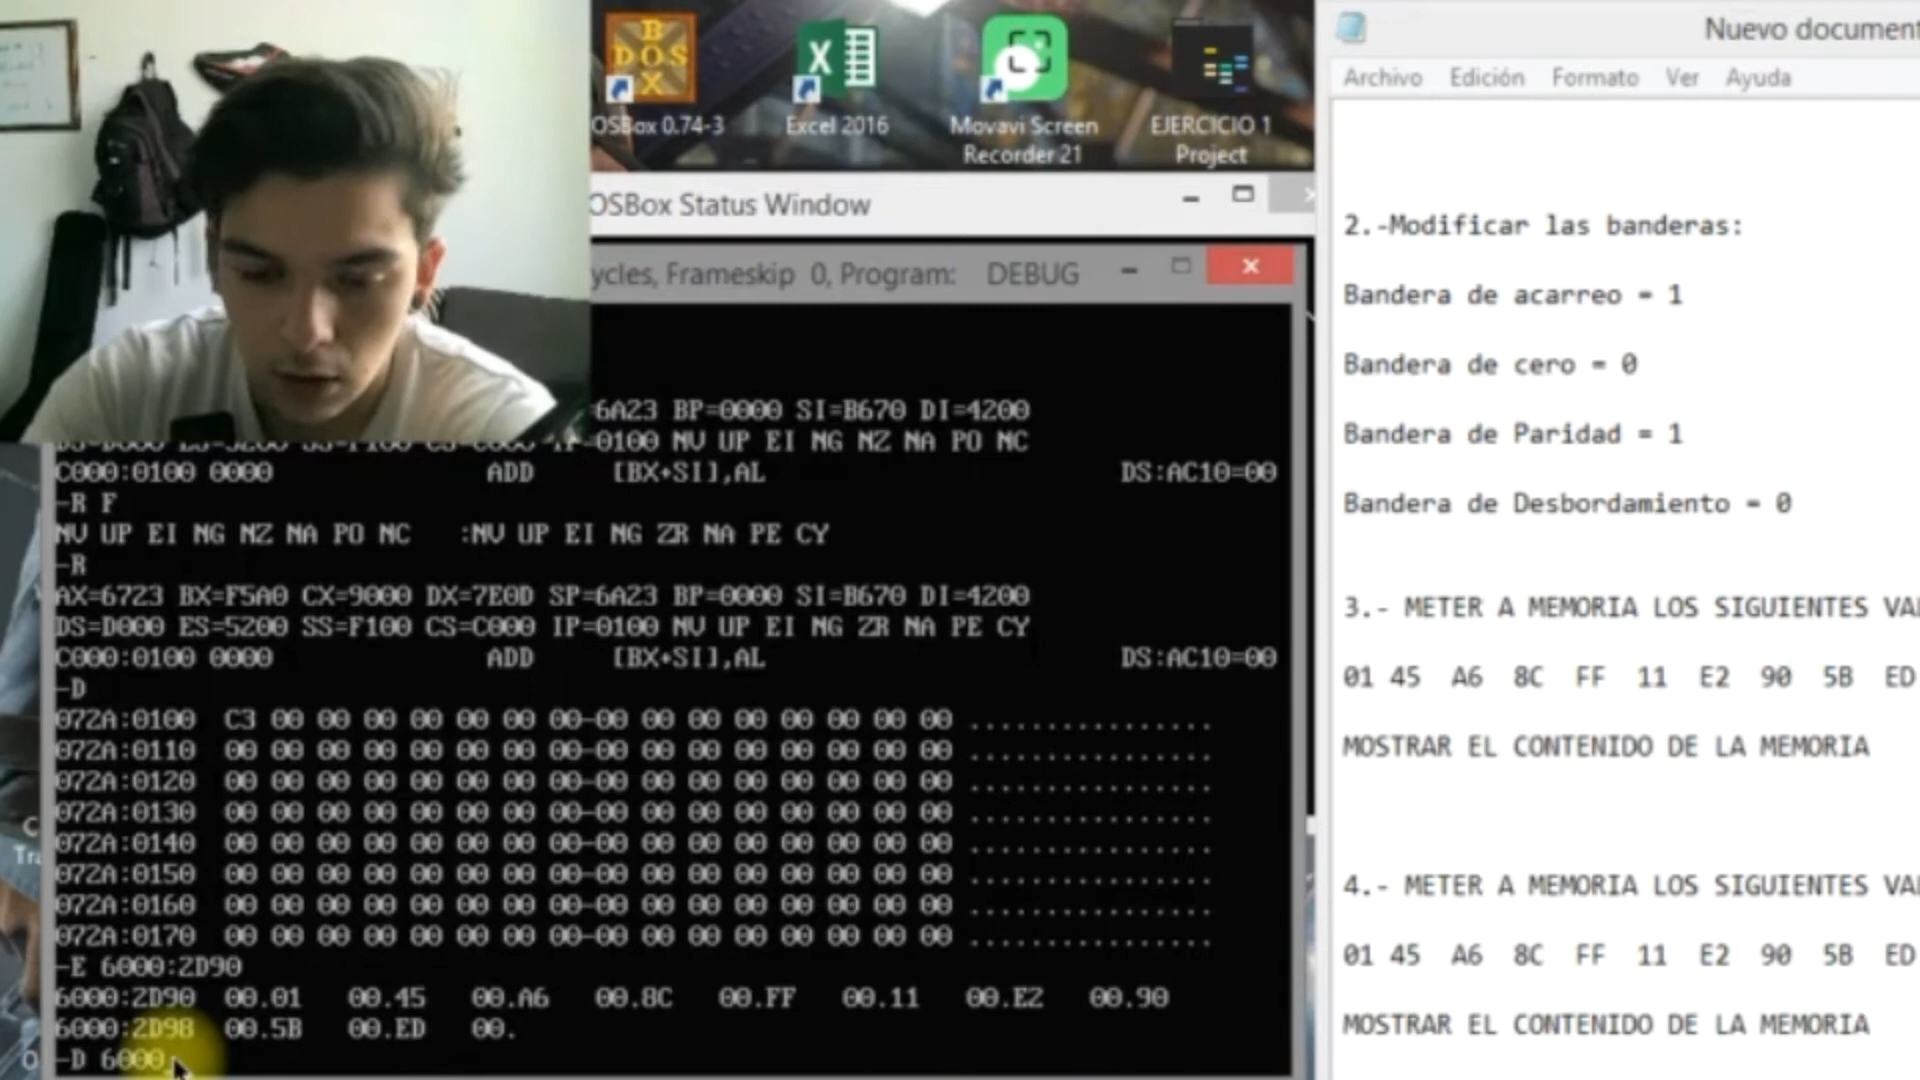 BOX
DOS
OSBox 0.74-3
Excel 2016
Movavi Screen
Recorder 21
EJERCICIO 1
Project
OSBox Status Window
ycles, Frameskip 0, Program: DEBUG
=6A23 BP=0000 SI=B670 DI=4200
DS=D000 ES=5200 SS=F100 CS=C000 IP=0100 NV UP EI NG NZ NA PO NC
C000:0100 0000 ADD [BX+SI],AL DS:AC10=00
-R F
NV UP EI NG NZ NA PO NC :NV UP EI NG ZR NA PE CY
-R
AX=6723 BX=F5A0 CX=9000 DX=7E0D SP=6A23 BP=0000 SI=B670 DI=4200
DS=D000 ES=5200 SS=F100 CS=C000 IP=0100 NV UP EI NG ZR NA PE CY
C000:0100 0000 ADD [BX+SI],AL DS:AC10=00
-D
072A:0100 C3 00 00 00 00 00 00 00-00 00 00 00 00 00 00 00 ................
072A:0110 00 00 00 00 00 00 00 00-00 00 00 00 00 00 00 00 ................
072A:0120 00 00 00 00 00 00 00 00-00 00 00 00 00 00 00 00 ................
072A:0130 00 00 00 00 00 00 00 00-00 00 00 00 00 00 00 00 ................
072A:0140 00 00 00 00 00 00 00 00-00 00 00 00 00 00 00 00 ................
072A:0150 00 00 00 00 00 00 00 00-00 00 00 00 00 00 00 00 ................
072A:0160 00 00 00 00 00 00 00 00-00 00 00 00 00 00 00 00 ................
072A:0170 00 00 00 00 00 00 00 00-00 00 00 00 00 00 00 00 ................
-E 6000:2D90
6000:2D90 00.01 00.45 00.A6 00.8C 00.FF 00.11 00.E2 00.90
6000:2D98 00.5B 00.ED 00.
-D 6000
Nuevo document
Archivo Edición Formato Ver Ayuda
2.-Modificar las banderas:
Bandera de acarreo = 1
Bandera de cero = 0
Bandera de Paridad = 1
Bandera de Desbordamiento = 0
3.- METER A MEMORIA LOS SIGUIENTES VA
01 45 A6 8C FF 11 E2 90 5B ED
MOSTRAR EL CONTENIDO DE LA MEMORIA
4.- METER A MEMORIA LOS SIGUIENTES VA
01 45 A6 8C FF 11 E2 90 5B ED
MOSTRAR EL CONTENIDO DE LA MEMORIA